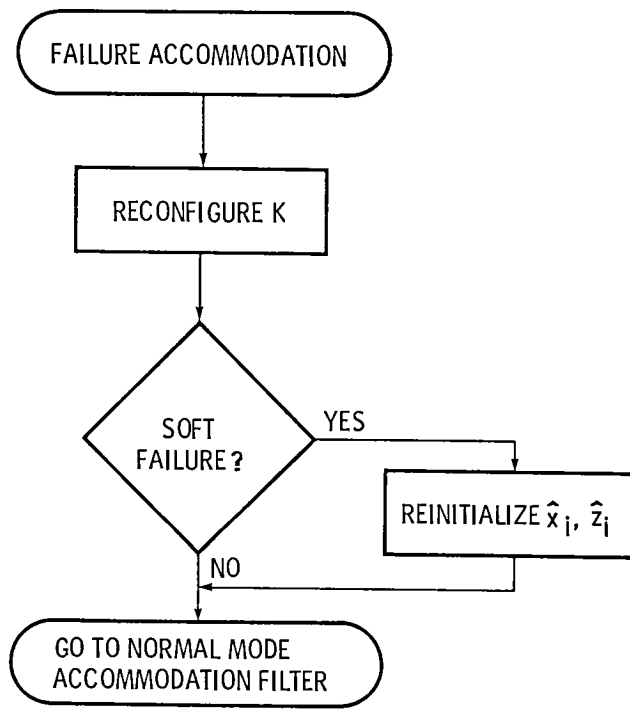 FAILURE ACCOMMODATION
RECONFIGURE K
SOFT
FAILURE?
YES
REINITIALIZE x̂i, ẑi
NO
GO TO NORMAL MODE
ACCOMMODATION FILTER